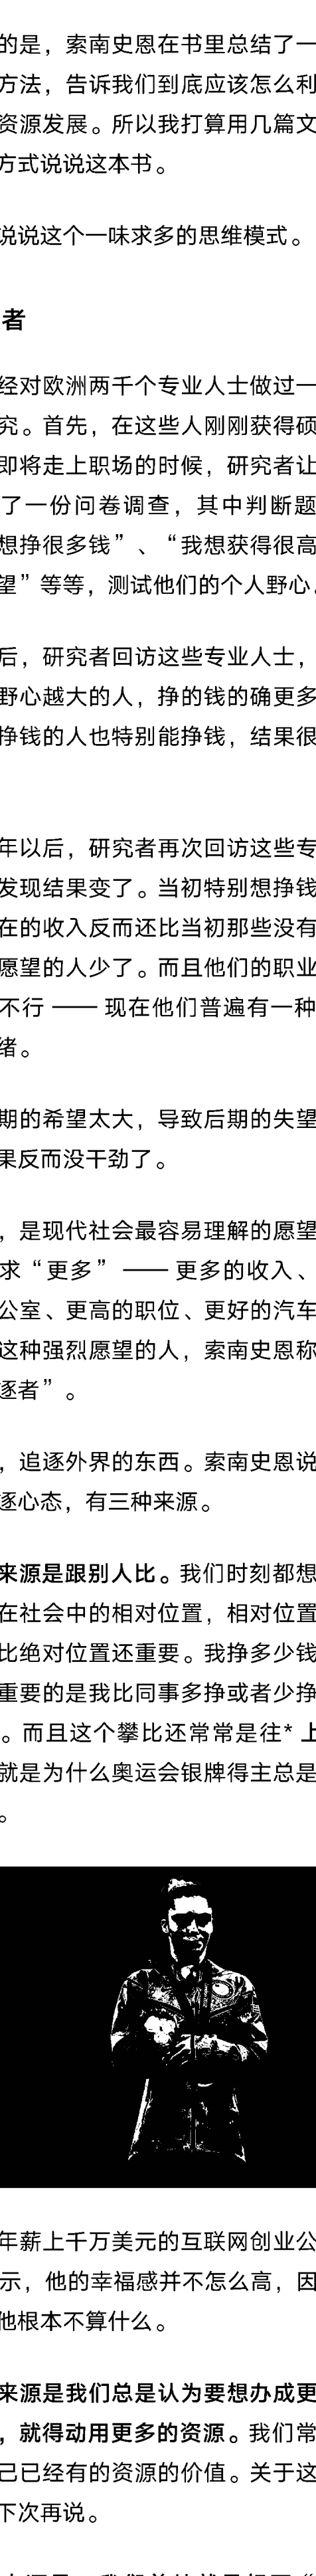 的是，索南史恩在书里总结了一
方法，告诉我们到底应该怎么利
资源发展。所以我打算用几篇文
方式说说这本书。
说说这个一味求多的思维模式。
者
经对欧洲两千个专业人士做过一
究。首先，在这些人刚刚获得硕
即将走上职场的时候，研究者让
了一份问卷调查，其中判断题
想挣很多钱”、“我想获得很高
望”等等，测试他们的个人野心。
后，研究者回访这些专业人士，
野心越大的人，挣的钱的确更多
挣钱的人也特别能挣钱，结果很
年以后，研究者再次回访这些专
发现结果变了。当初特别想挣钱
在的收入反而还比当初那些没有
愿望的人少了。而且他们的职业
不行 —— 现在他们普遍有一种
绪。
期的希望太大，导致后期的失望
果反而没干劲了。
，是现代社会最容易理解的愿望
求“更多” —— 更多的收入、
公室、更高的职位、更好的汽车
这种强烈愿望的人，索南史恩称
逐者”。
，追逐外界的东西。索南史恩说
逐心态，有三种来源。
来源是跟别人比。我们时刻都想
在社会中的相对位置，相对位置
比绝对位置还重要。我挣多少钱
重要的是我比同事多挣或者少挣
。而且这个攀比还常常是往* 上
就是为什么奥运会银牌得主总是
。
年薪上千万美元的互联网创业公
示，他的幸福感并不怎么高，因
他根本不算什么。
来源是我们总是认为要想办成更
，就得动用更多的资源。我们常
己已经有的资源的价值。关于这
下次再说。